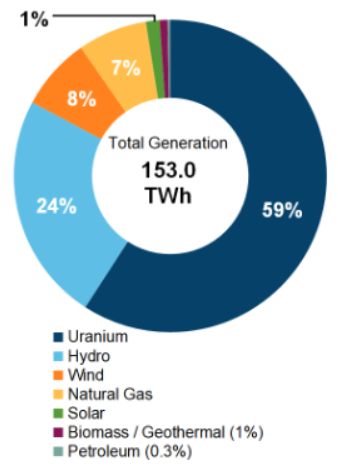 1%
7%
8%
Total Generation
153.0
TWh
24%
59%
Uranium
Hydro
Wind
Natural Gas
Solar
Biomass / Geothermal (1%)
Petroleum (0.3%)